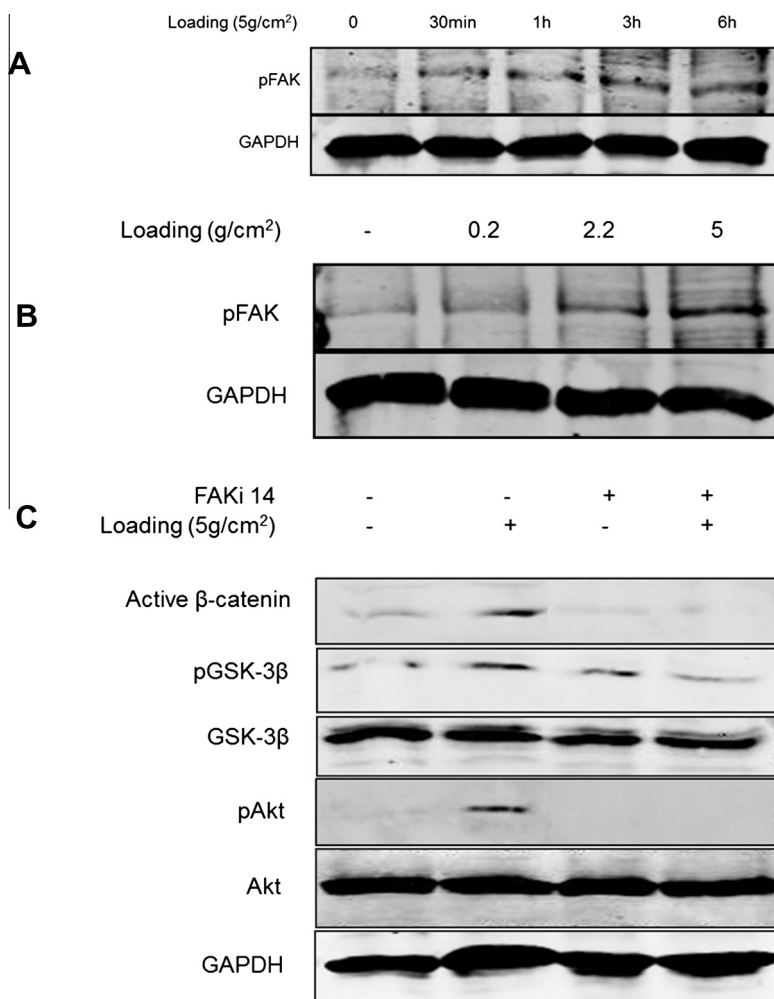 Loading (5g/cm²) 0 30min 1h 3h 6h
A
pFAK
GAPDH
Loading (g/cm²) - 0.2 2.2 5
B
pFAK
GAPDH
FAKi 14 - - + +
C
Loading (5g/cm²) - + - +
Active β-catenin
pGSK-3β
GSK-3β
pAkt
Akt
GAPDH